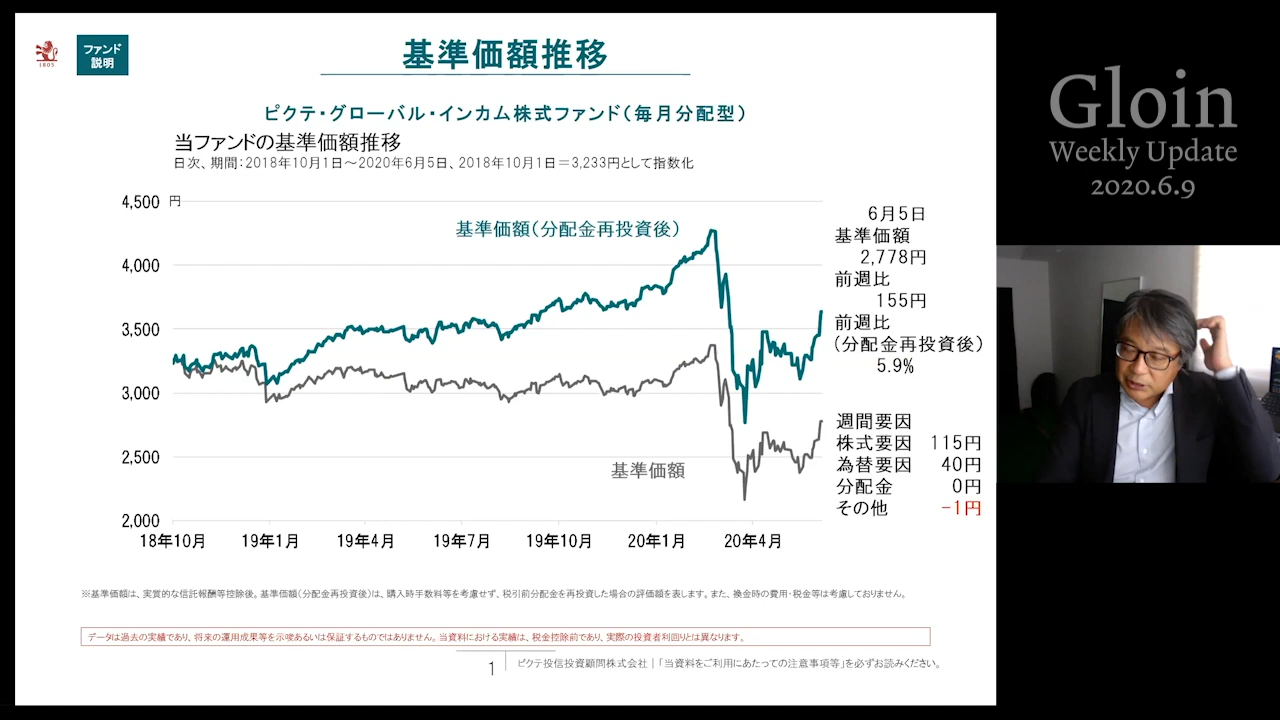 1805
ファンド
説明
基準価額推移
ピクテ・グローバル・インカム株式ファンド（毎月分配型）
当ファンドの基準価額推移
日次、期間：2018年10月1日～2020年6月5日、2018年10月1日＝3,233円として指数化
4,500 円
4,000
3,500
3,000
2,500
2,000
基準価額（分配金再投資後）
基準価額
18年10月 19年1月 19年4月 19年7月 19年10月 20年1月 20年4月
6月5日
基準価額
2,778円
前週比
155円
前週比
（分配金再投資後）
5.9%
週間要因
株式要因 115円
為替要因 40円
分配金 0円
その他 -1円
※基準価額は、実質的な信託報酬等控除後。基準価額（分配金再投資後）は、購入時手数料等を考慮せず、税引前分配金を再投資した場合の評価額を表します。また、換金時の費用・税金等は考慮しておりません。
データは過去の実績であり、将来の運用成果等を示唆あるいは保証するものではありません。当資料における実績は、税金控除前であり、実際の投資者利回りとは異なります。
1 ピクテ投信投資顧問株式会社｜「当資料をご利用にあたっての注意事項等」を必ずお読みください。
Gloin
Weekly Update
2020.6.9